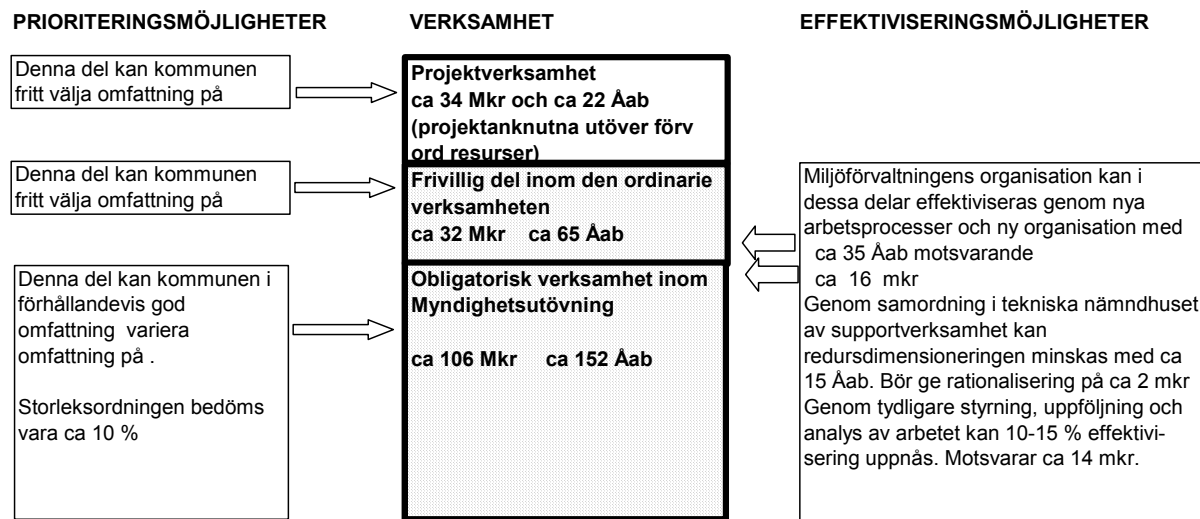 PRIORITERINGSMÖJLIGHETER
VERKSAMHET
EFFEKTIVISERINGSMÖJLIGHETER
Denna del kan kommunen
fritt välja omfattning på
Projektverksamhet
ca 34 Mkr och ca 22 Åab
(projektanknutna utöver förv
ord resurser)
Denna del kan kommunen
fritt välja omfattning på
Frivillig del inom den ordinarie
verksamheten
ca 32 Mkr ca 65 Åab
Denna del kan kommunen i
förhållandevis god
omfattning variera
omfattning på .
Storleksordningen bedöms
vara ca 10 %
Obligatorisk verksamhet inom
Myndighetsutövning
ca 106 Mkr ca 152 Åab
Miljöförvaltningens organisation kan i
dessa delar effektiviseras genom nya
arbetsprocesser och ny organisation med
ca 35 Åab motsvarande
ca 16 mkr
Genom samordning i tekniska nämndhuset
av supportverksamhet kan
redursdimensioneringen minskas med ca
15 Åab. Bör ge rationalisering på ca 2 mkr
Genom tydligare styrning, uppföljning och
analys av arbetet kan 10-15 % effektivi-
sering uppnås. Motsvarar ca 14 mkr.